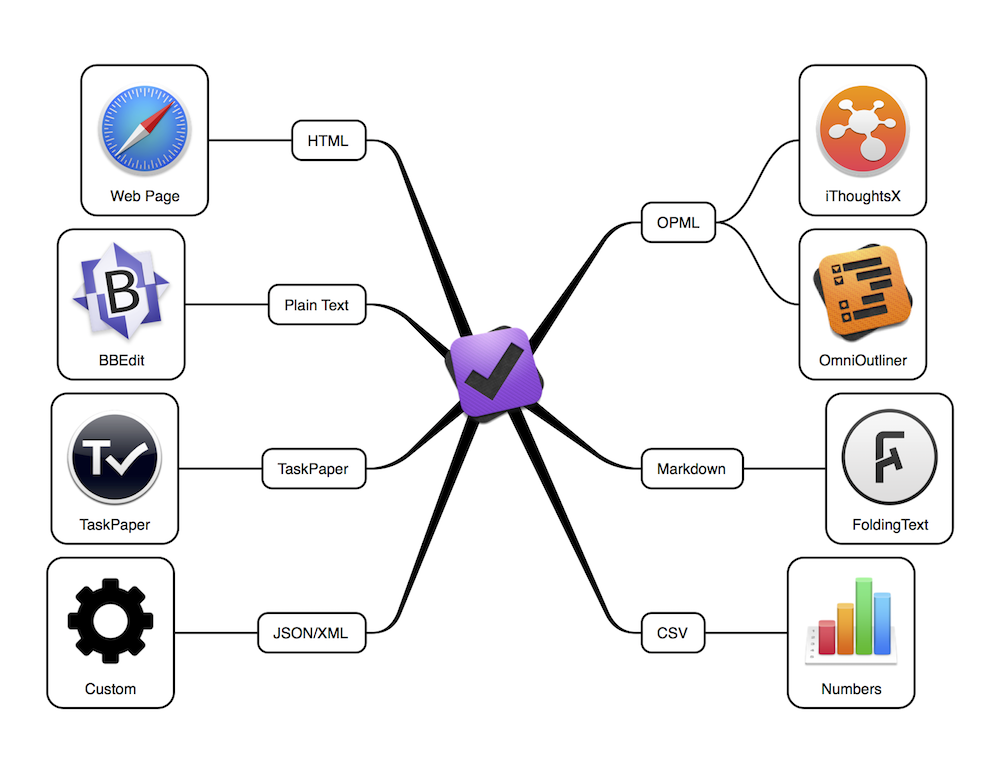 HTML
Web Page
Plain Text
B
BBEdit
TaskPaper
T
TaskPaper
JSON/XML
Custom
OPML
iThoughtsX
OmniOutliner
Markdown
F
FoldingText
CSV
Numbers